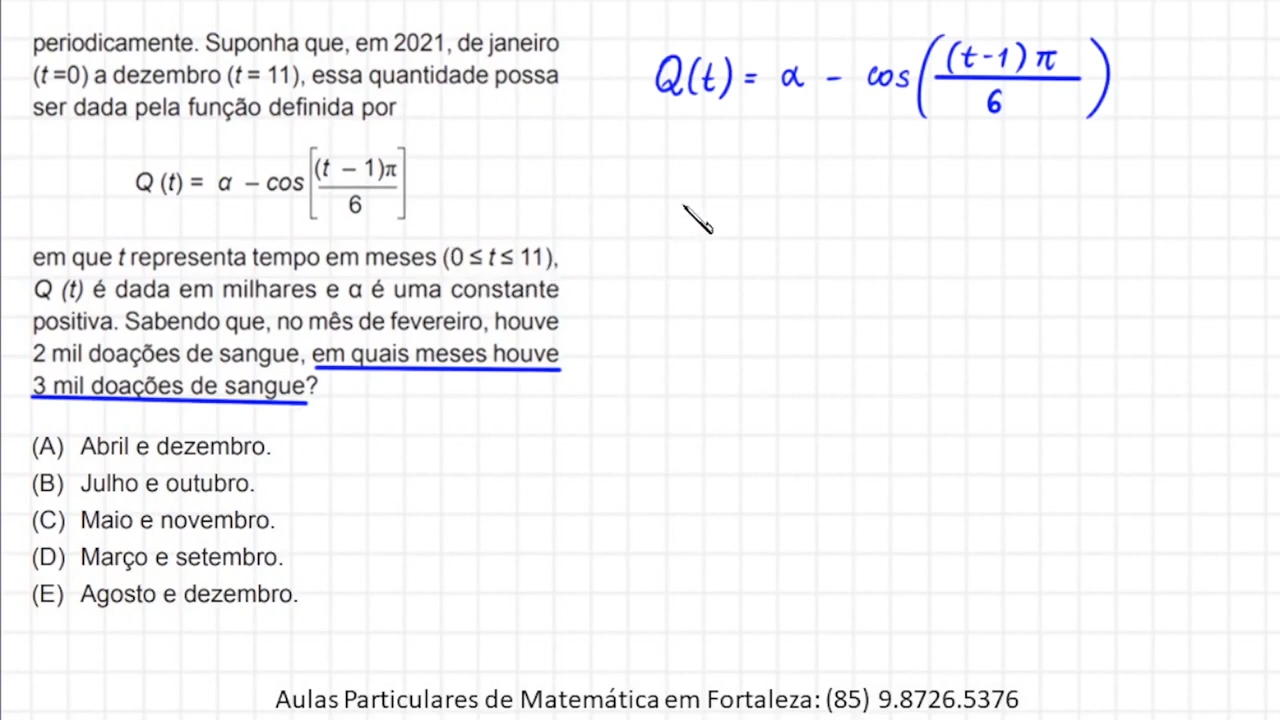 periodicamente. Suponha que, em 2021, de janeiro
(t =0) a dezembro (t = 11), essa quantidade possa
ser dada pela função definida por
Q (t) = α – cos[(t – 1)π/6]
em que t representa tempo em meses (0 ≤ t ≤ 11),
Q (t) é dada em milhares e α é uma constante
positiva. Sabendo que, no mês de fevereiro, houve
2 mil doações de sangue, em quais meses houve
3 mil doações de sangue?
(A) Abril e dezembro.
(B) Julho e outubro.
(C) Maio e novembro.
(D) Março e setembro.
(E) Agosto e dezembro.
Q(t) = α - cos((t-1)π/6)
Aulas Particulares de Matemática em Fortaleza: (85) 9.8726.5376